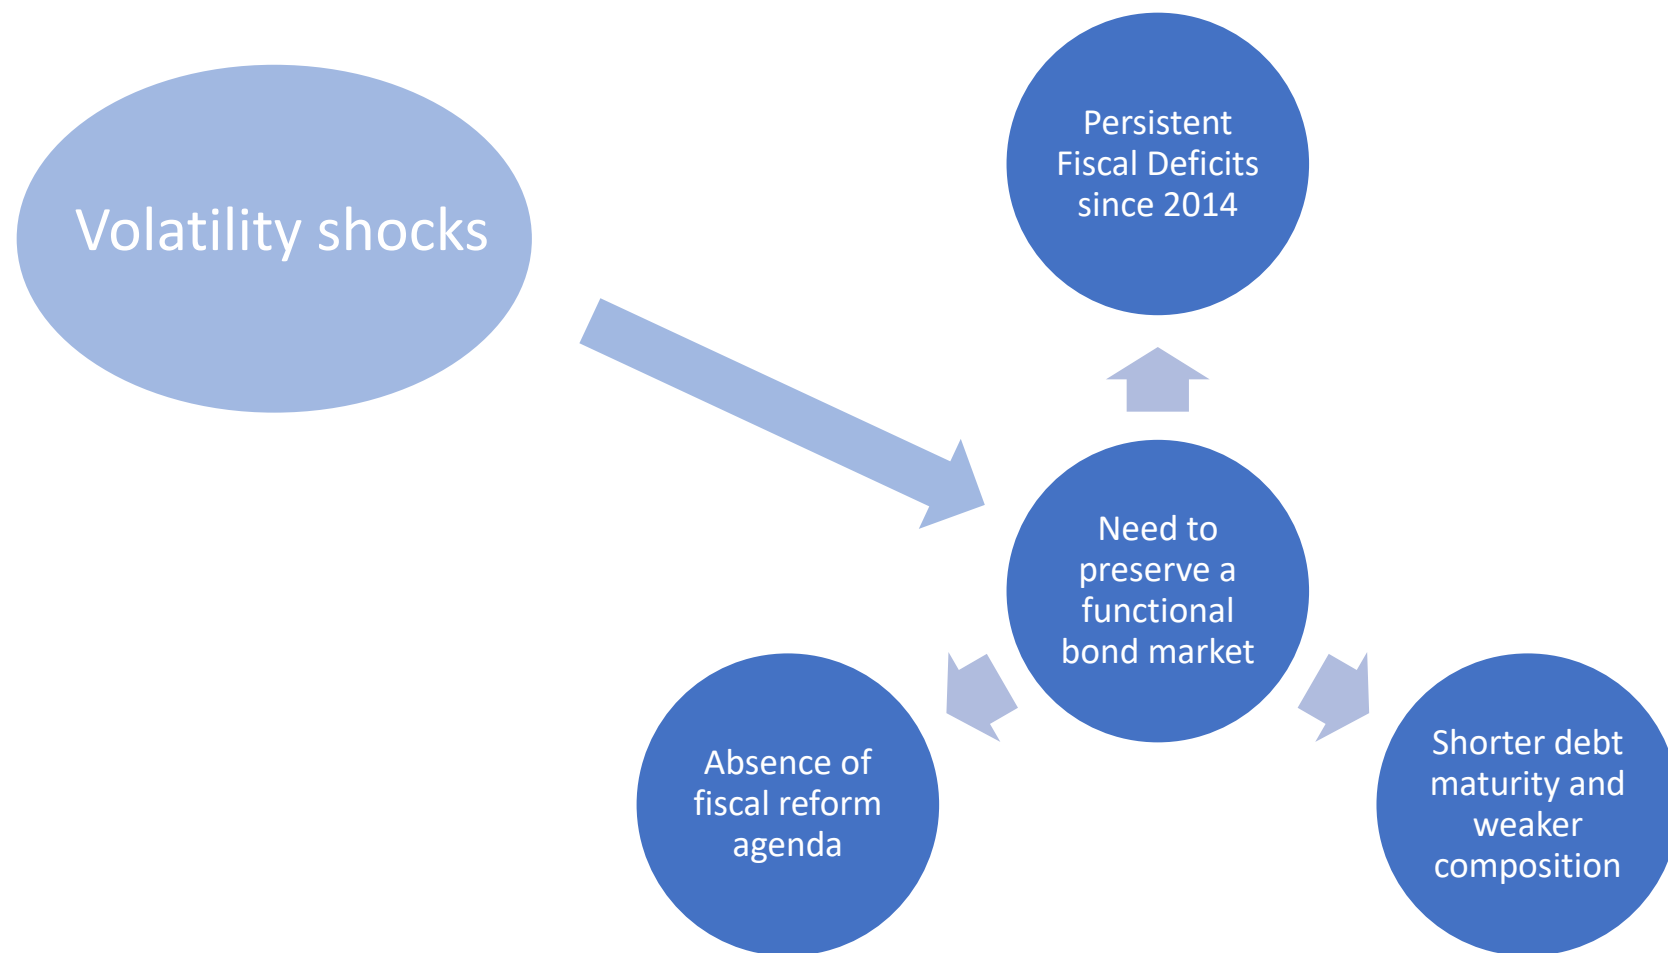 Volatility shocks
Persistent
Fiscal Deficits
since 2014
Need to
preserve a
functional
bond market
Absence of
fiscal reform
agenda
Shorter debt
maturity and
weaker
composition